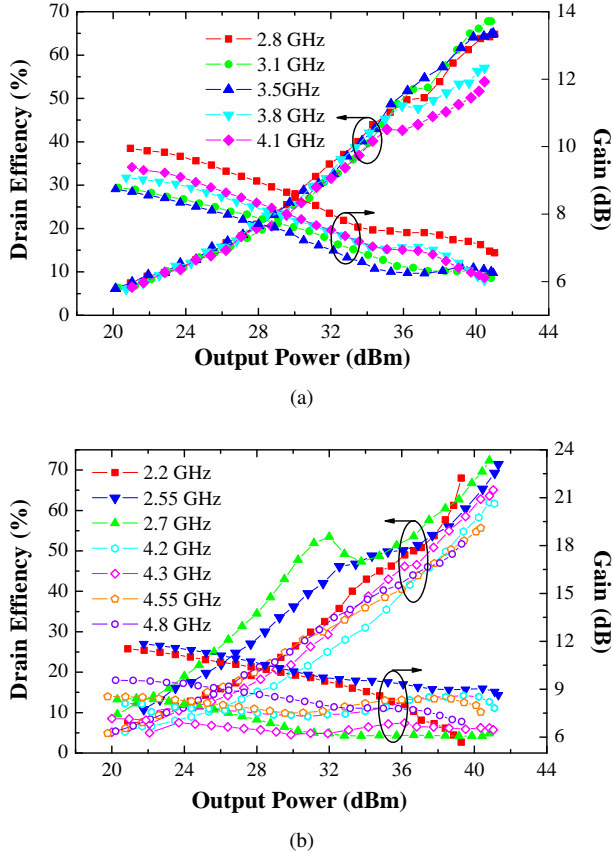 70
60
50
40
30
20
10
0
Drain Effiency (%)
2.8 GHz
3.1 GHz
3.5GHz
3.8 GHz
4.1 GHz
14
12
10
8
6
Gain (dB)
16 20 24 28 32 36 40 44
Output Power (dBm)
(a)
70
60
50
40
30
20
10
0
Drain Effiency (%)
2.2 GHz
2.55 GHz
2.7 GHz
4.2 GHz
4.3 GHz
4.55 GHz
4.8 GHz
24
21
18
15
12
9
6
Gain (dB)
20 24 28 32 36 40 44
Output Power (dBm)
(b)